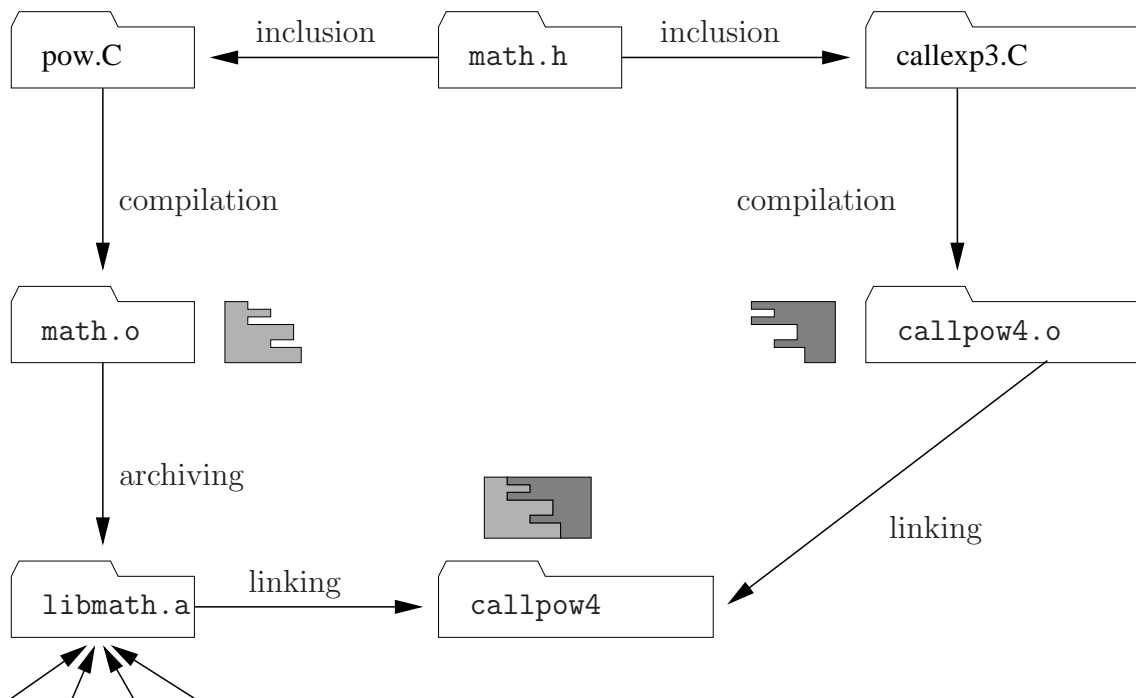 inclusion
inclusion
pow.C
math.h
callexp3.C
compilation
compilation
math.o
callpow4.o
archiving
linking
linking
libmath.a
callpow4